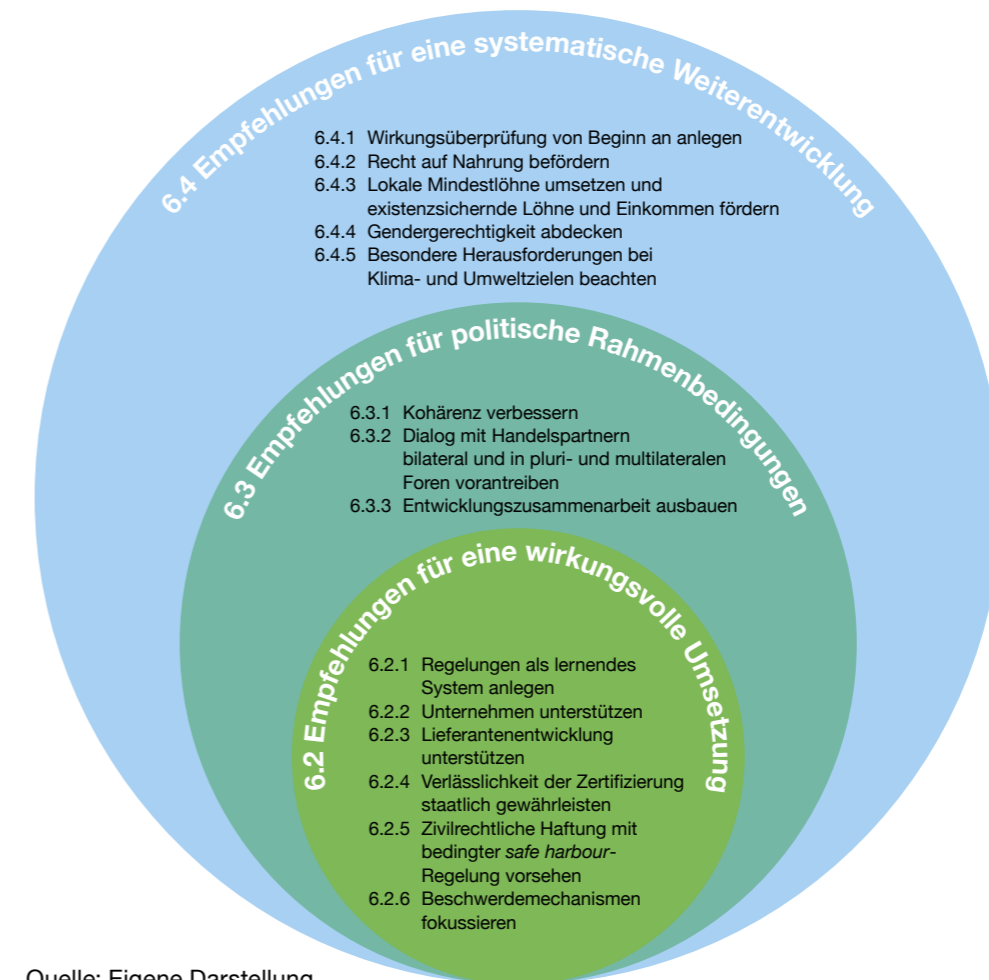 6.4 Empfehlungen für eine systematische Weiterentwicklung
6.4.1 Wirkungsüberprüfung von Beginn an anlegen
6.4.2 Recht auf Nahrung befördern
6.4.3 Lokale Mindestlöhne umsetzen und
existenzsichernde Löhne und Einkommen fördern
6.4.4 Gendergerechtigkeit abdecken
6.4.5 Besondere Herausforderungen bei
Klima- und Umweltzielen beachten
6.3 Empfehlungen für politische Rahmenbedingungen
6.3.1 Kohärenz verbessern
6.3.2 Dialog mit Handelspartnern
bilateral und in pluri- und multilateralen
Foren vorantreiben
6.3.3 Entwicklungszusammenarbeit ausbauen
6.2 Empfehlungen für eine wirkungsvolle Umsetzung
6.2.1 Regelungen als lernendes
System anlegen
6.2.2 Unternehmen unterstützen
6.2.3 Lieferantenentwicklung
unterstützen
6.2.4 Verlässlichkeit der Zertifizierung
staatlich gewährleisten
6.2.5 Zivilrechtliche Haftung mit
bedingter safe harbour-
Regelung vorsehen
6.2.6 Beschwerdemechanismen
fokussieren
Quelle: Eigene Darstellung